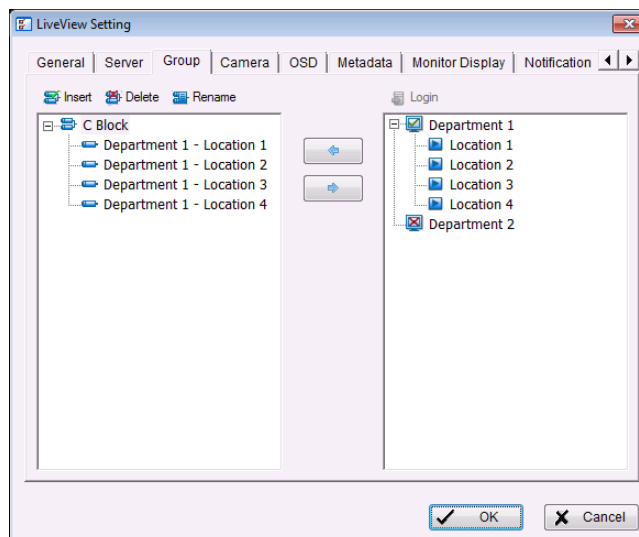 LiveView Setting
General Server Group Camera OSD Metadata Monitor Display Notification
Insert Delete Rename Login
C Block
Department 1 - Location 1
Department 1 - Location 2
Department 1 - Location 3
Department 1 - Location 4
Department 1
Location 1
Location 2
Location 3
Location 4
Department 2
OK Cancel